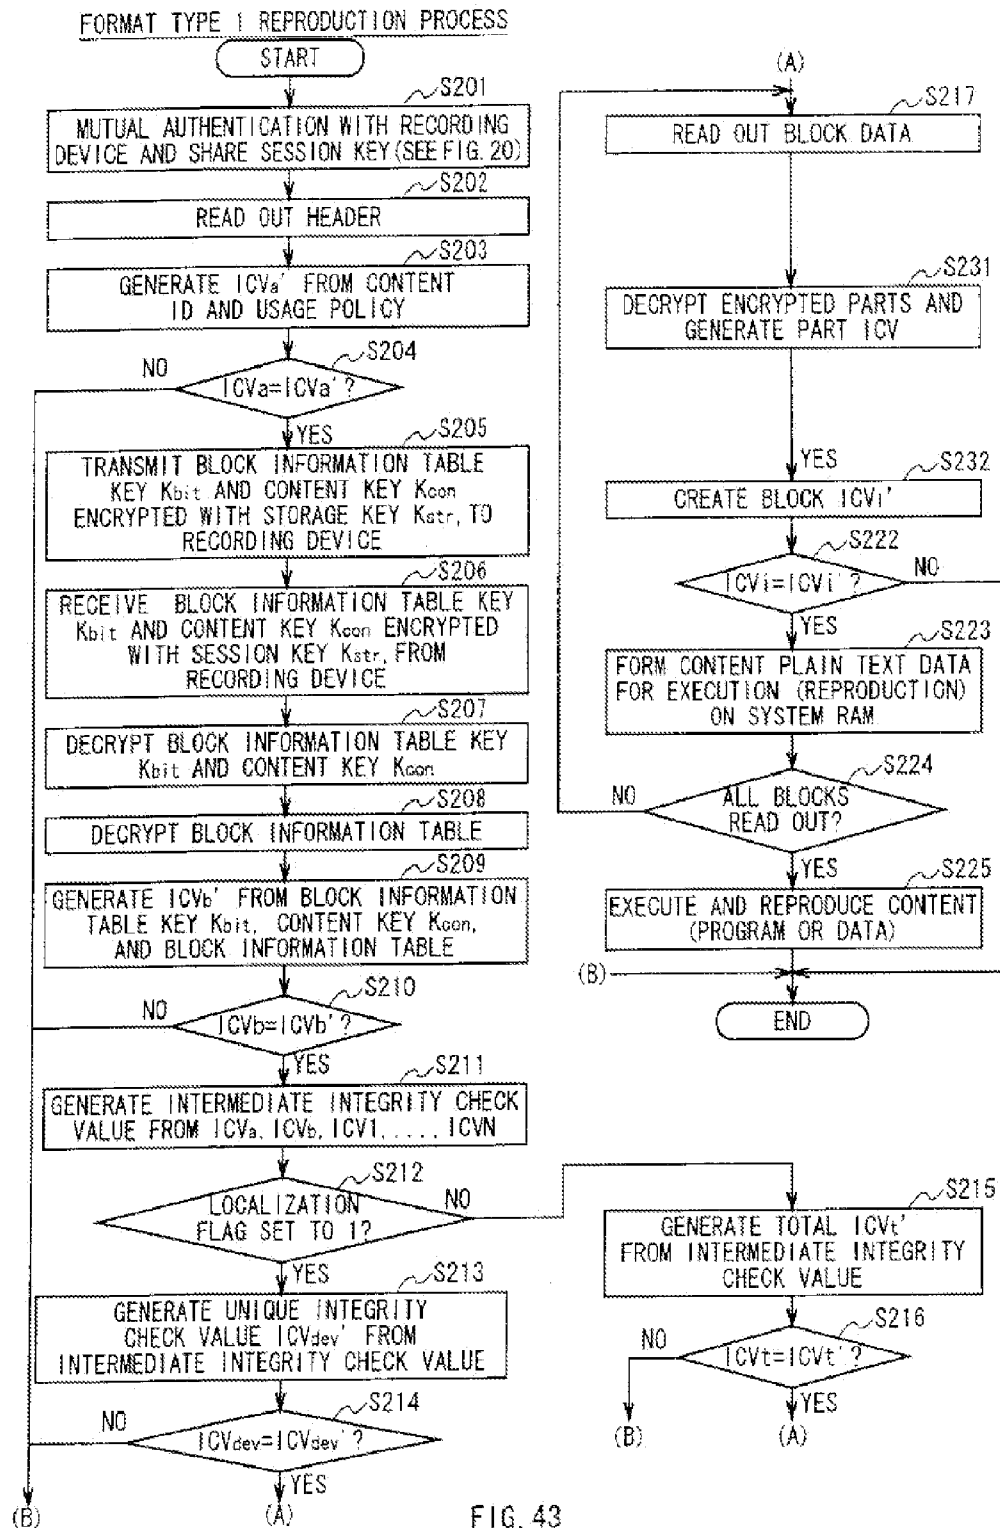 FORMAT TYPE 1 REPRODUCTION PROCESS
START
S201
MUTUAL AUTHENTICATION WITH RECORDING
DEVICE AND SHARE SESSION KEY(SEE FIG. 20)
S202
READ OUT HEADER
S203
GENERATE ICVa' FROM CONTENT
ID AND USAGE POLICY
S204
NO
ICVa=ICVa'?
YES
S205
TRANSMIT BLOCK INFORMATION TABLE
KEY Kbit AND CONTENT KEY Kcon
ENCRYPTED WITH STORAGE KEY Kstr, TO
RECORDING DEVICE
S206
RECEIVE BLOCK INFORMATION TABLE KEY
Kbit AND CONTENT KEY Kcon ENCRYPTED
WITH SESSION KEY Kstr, FROM
RECORDING DEVICE
S207
DECRYPT BLOCK INFORMATION TABLE KEY
Kbit AND CONTENT KEY Kcon
S208
DECRYPT BLOCK INFORMATION TABLE
S209
GENERATE ICVb' FROM BLOCK INFORMATION
TABLE KEY Kbit, CONTENT KEY Kcon,
AND BLOCK INFORMATION TABLE
S210
NO
ICVb=ICVb'?
YES
S211
GENERATE INTERMEDIATE INTEGRITY CHECK
VALUE FROM ICVa, ICVb, ICV1, ....., ICVN
S212
LOCALIZATION
FLAG SET TO 1?
NO
YES
S213
GENERATE UNIQUE INTEGRITY
CHECK VALUE ICVdev' FROM
INTERMEDIATE INTEGRITY CHECK VALUE
S214
NO
ICVdev=ICVdev'?
YES
(B)
(A)
(A)
S217
READ OUT BLOCK DATA
S231
DECRYPT ENCRYPTED PARTS AND
GENERATE PART ICV
YES
S232
CREATE BLOCK ICVi'
S222
ICVi=ICVi'?
NO
YES
S223
FORM CONTENT PLAIN TEXT DATA
FOR EXECUTION (REPRODUCTION)
ON SYSTEM RAM
S224
NO
ALL BLOCKS
READ OUT?
YES
S225
EXECUTE AND REPRODUCE CONTENT
(PROGRAM OR DATA)
(B)
END
S215
GENERATE TOTAL ICVt'
FROM INTERMEDIATE INTEGRITY
CHECK VALUE
S216
NO
ICVt=ICVt'?
YES
(B)
(A)
FIG. 43